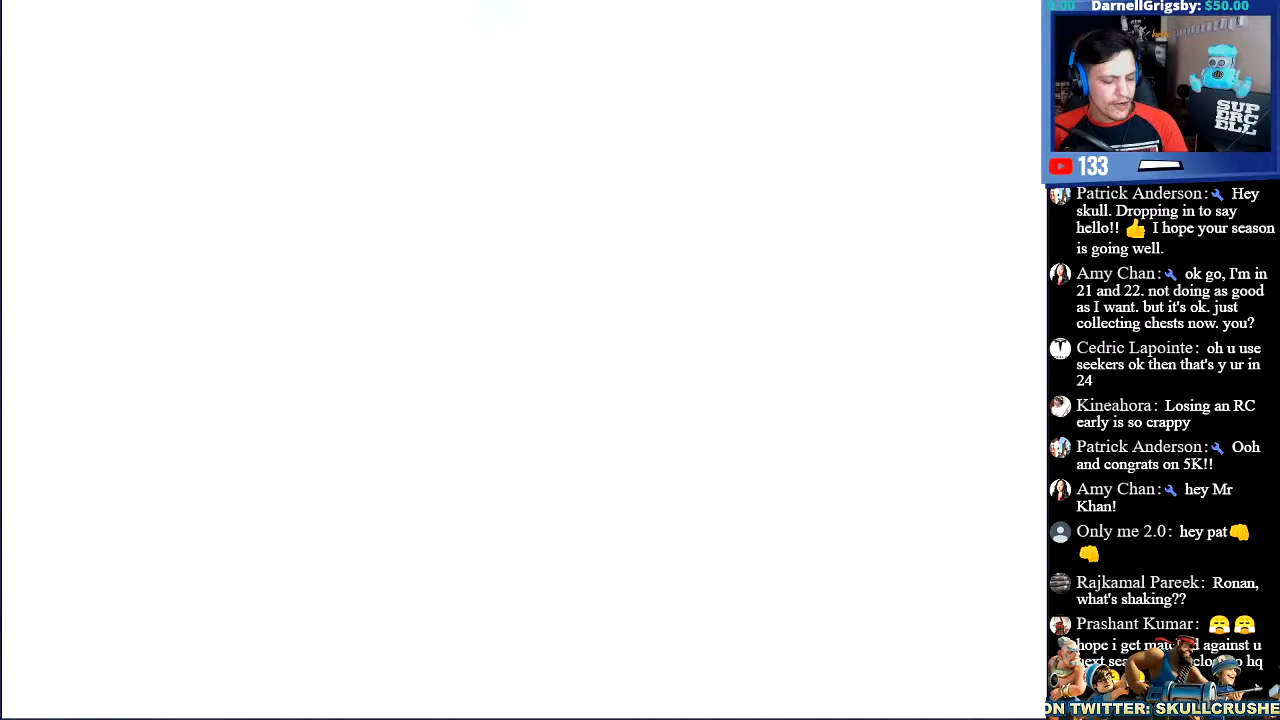 DarnellGrigsby: $50.00
SUP
ERC
ELL
133
Patrick Anderson: Hey
skull. Dropping in to say
hello!! 👍 I hope your season
is going well.
Amy Chan: ok go, I'm in
21 and 22. not doing as good
as I want. but it's ok. just
collecting chests now. you?
Cedric Lapointe: oh u use
seekers ok then that's y ur in
24
Kineahora: Losing an RC
early is so crappy
Patrick Anderson: Ooh
and congrats on 5K!!
Amy Chan: hey Mr
Khan!
Only me 2.0: hey pat👊
👊
Rajkamal Pareek: Ronan,
what's shaking??
Prashant Kumar: 😤😤
hope i get against u
hq
ON TWITTER: SKULLCRUSHE